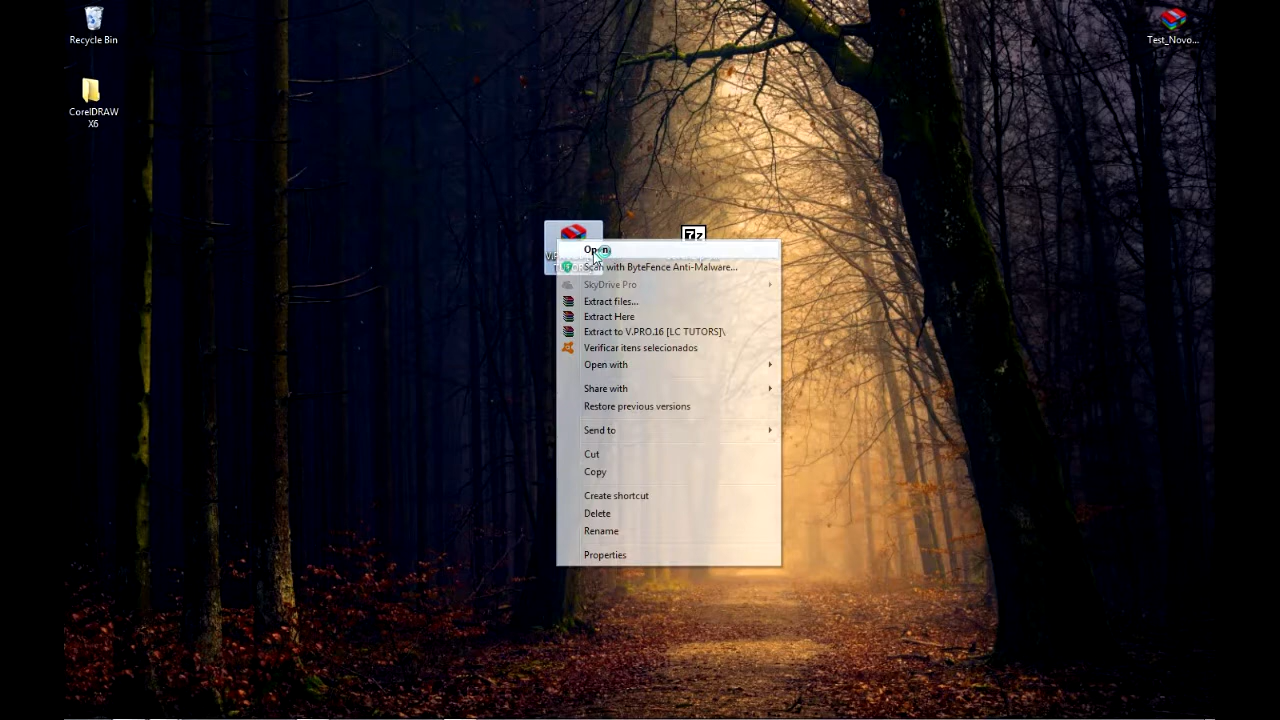 Recycle Bin
CorelDRAW
X6
Test_Novo...
7z
Open
Scan with ByteFence Anti-Malware...
SkyDrive Pro
Extract files...
Extract Here
Extract to V.PRO.16 [LC TUTORS]\
Verificar itens selecionados
Open with
Share with
Restore previous versions
Send to
Cut
Copy
Create shortcut
Delete
Rename
Properties